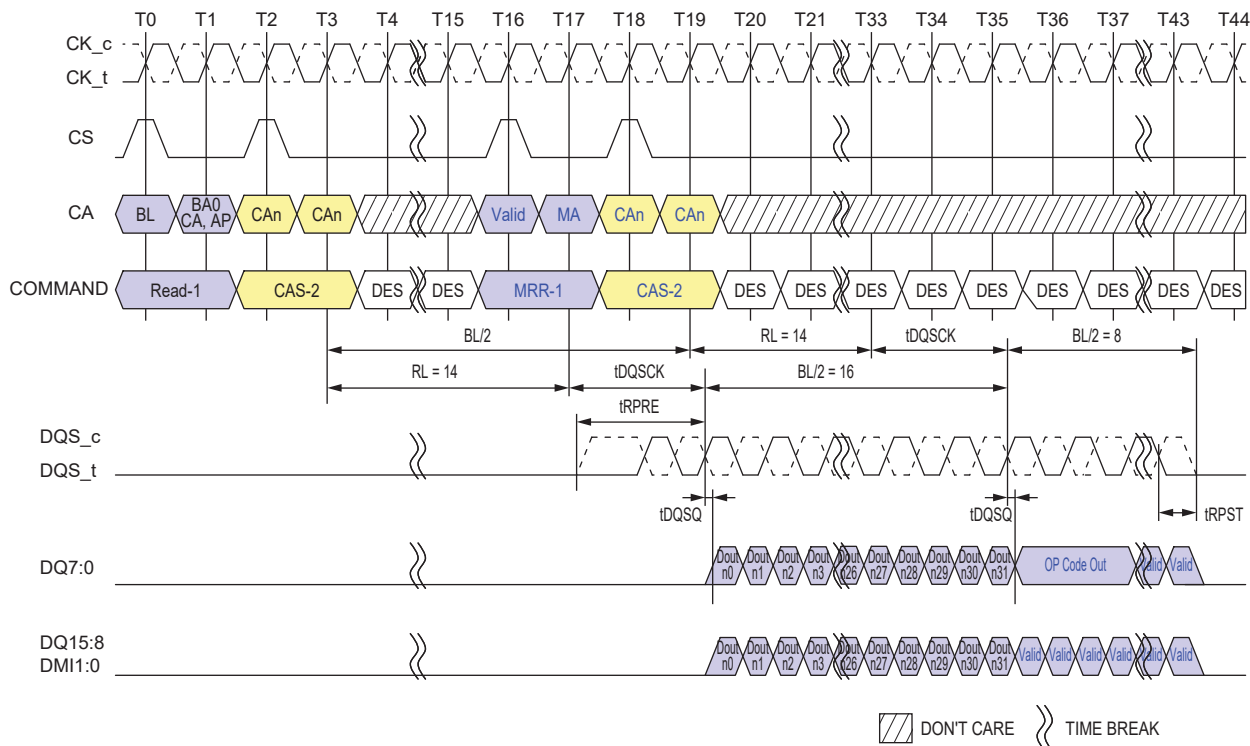 T0 T1 T2 T3 T4 T15 T16 T17 T18 T19 T20 T21 T33 T34 T35 T36 T37 T43 T44
CK_c
CK_t
CS
CA BL BA0 CA, AP CAn CAn Valid MA CAn CAn
COMMAND Read-1 CAS-2 DES DES MRR-1 CAS-2 DES DES DES DES DES DES DES DES DES
BL/2 RL = 14 tDQSCK BL/2 = 8
RL = 14 tDQSCK BL/2 = 16
tRPRE
DQS_c
DQS_t
tDQSQ tDQSQ tRPST
DQ7:0 Dout n0 Dout n1 Dout n2 Dout n3 Dout n26 Dout n27 Dout n28 Dout n29 Dout n30 Dout n31 OP Code Out Valid Valid
DQ15:8
DMI1:0 Dout n0 Dout n1 Dout n2 Dout n3 Dout n26 Dout n27 Dout n28 Dout n29 Dout n30 Dout n31 Valid Valid Valid Valid Valid Valid
DON'T CARE TIME BREAK